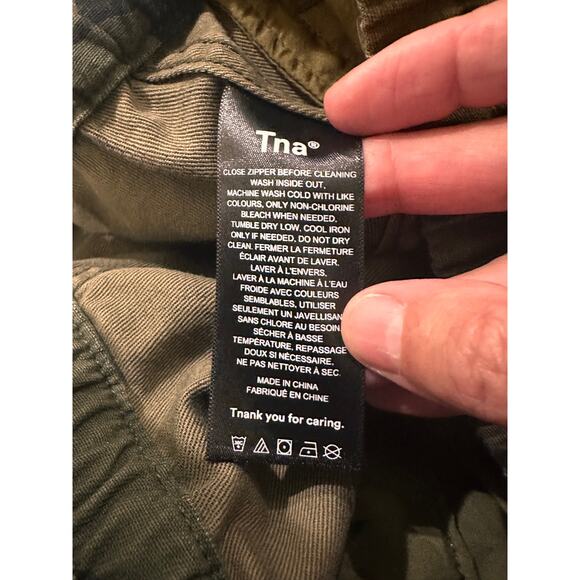 Tna®
CLOSE ZIPPER BEFORE CLEANING
WASH INSIDE OUT,
MACHINE WASH COLD WITH LIKE
COLOURS, ONLY NON-CHLORINE
BLEACH WHEN NEEDED,
TUMBLE DRY LOW, COOL IRON
ONLY IF NEEDED, DO NOT DRY
CLEAN. FERMER LA FERMETURE
ÉCLAIR AVANT DE LAVER.
LAVER À L'ENVERS,
LAVER À LA MACHINE À L'EAU
FROIDE AVEC COULEURS
SEMBLABLES, UTILISER
SEULEMENT UN JAVELLISAN
SANS CHLORE AU BESOIN,
SÉCHER À BASSE
TEMPÉRATURE, REPASSAGE
DOUX SI NÉCESSAIRE,
NE PAS NETTOYER À SEC.
MADE IN CHINA
FABRIQUÉ EN CHINE
Tnank you for caring.